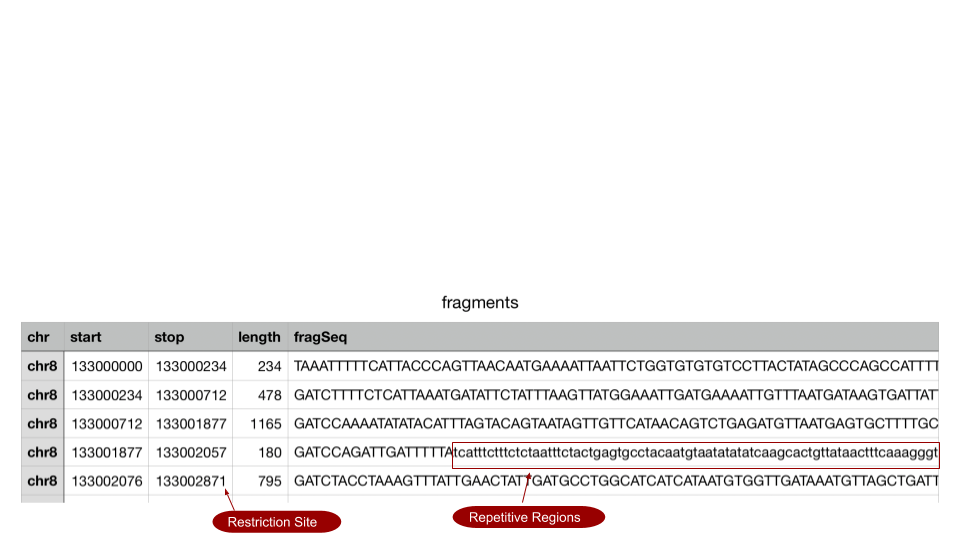 fragments
chr start stop length fragSeq
chr8 133000000 133000234 234 TAAATTTTTCATTACCCAGTTAACAATGAAAATTAATTCTGGTGTGTGTCCTTACTATAGCCCAGCCATTTT
chr8 133000234 133000712 478 GATCTTTTCTCATTAAATGATATTCTATTTAAGTTATGGAAATTGATGAAAATTGTTTAATGATAAGTGATTAT
chr8 133000712 133001877 1165 GATCCAAAATATATACATTTAGTACAGTAATAGTTGTTCATAACAGTCTGAGATGTTAATGAGTGCTTTTGC
chr8 133001877 133002057 180 GATCCAGATTGATTTTTAtcatttctttctctaatttctactgagtgcctacaatgtaatatatatcaagcactgttataactttcaaagggt
chr8 133002076 133002871 795 GATCTACCTAAAGTTTATTGAACTATTGATGCCTGGCATCATCATAATGTGGTTGATAAATGTTAGCTGATT
Restriction Site
Repetitive Regions